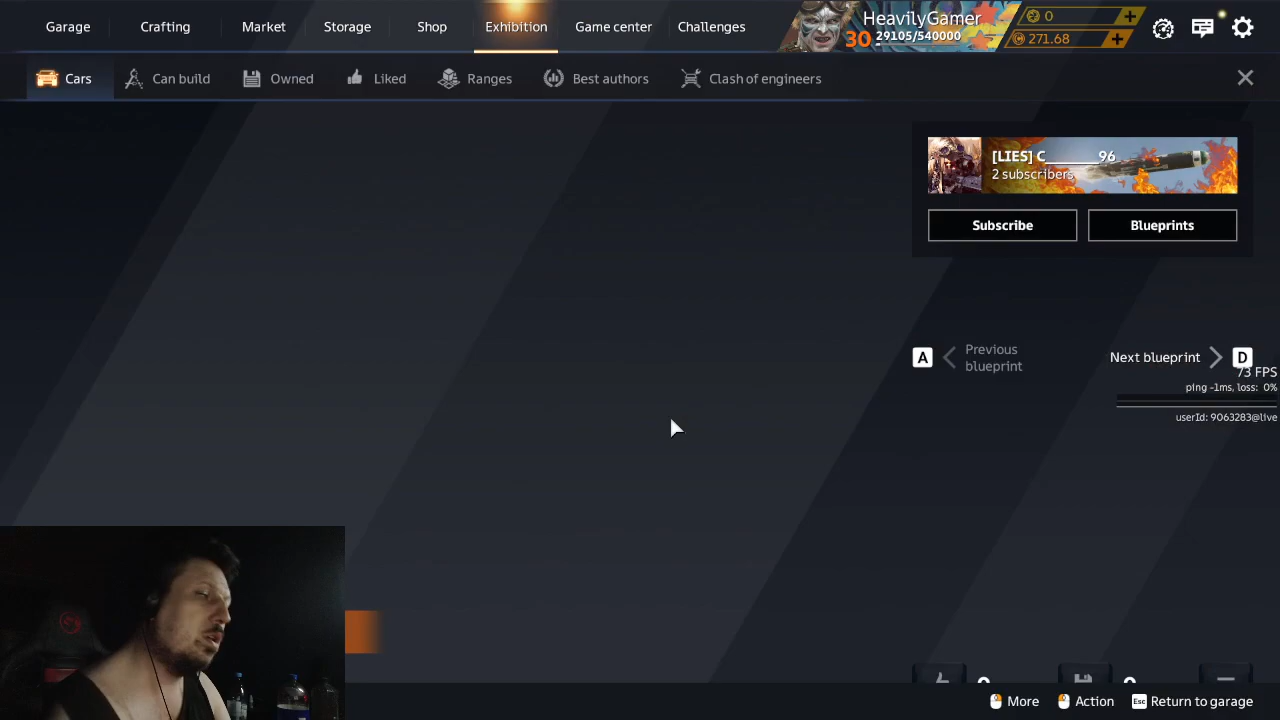 Garage Crafting Market Storage Shop Exhibition Game center Challenges
HeavilyGamer
30 29105/540000
0
271.68
Cars Can build Owned Liked Ranges Best authors Clash of engineers
[LIES] C_______96
2 subscribers
Subscribe Blueprints
A Previous blueprint Next blueprint D
73 FPS
ping -1ms, loss: 0%
userId: 9063283@live
More Action Esc Return to garage